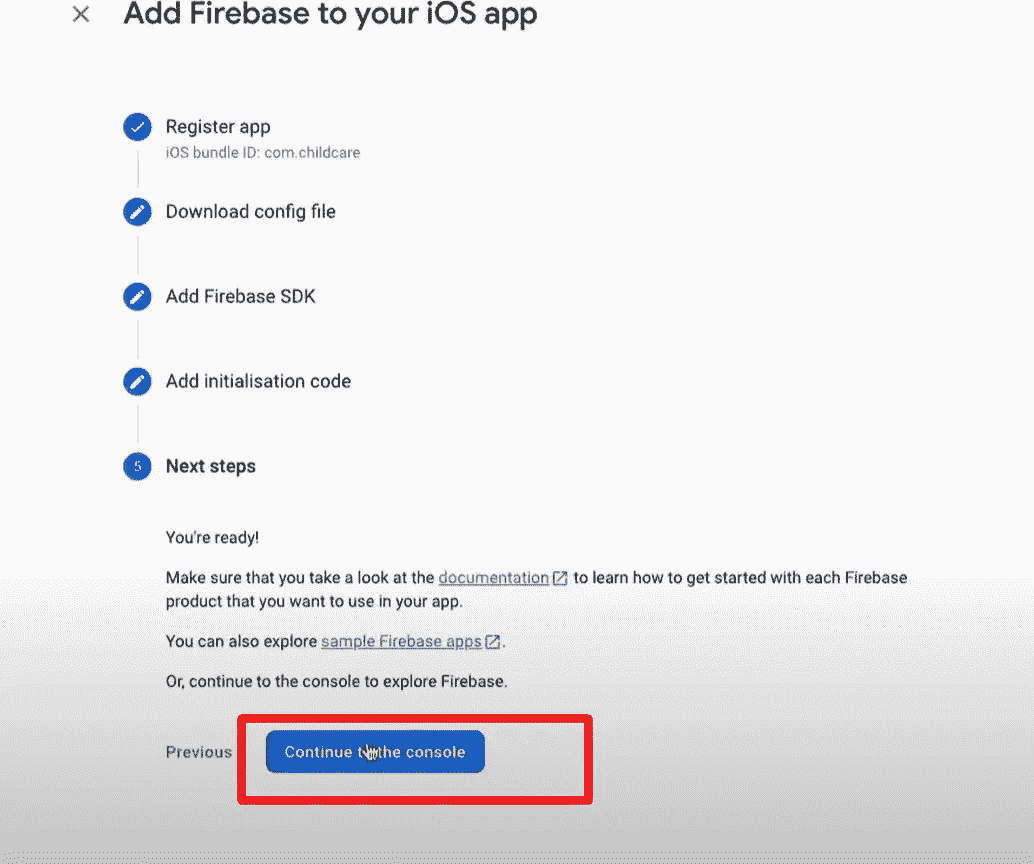 Add Firebase to your iOS app
Register app
iOS bundle ID: com.childcare
Download config file
Add Firebase SDK
Add initialisation code
5
Next steps
You're ready!
Make sure that you take a look at the documentation to learn how to get started with each Firebase
product that you want to use in your app.
You can also explore sample Firebase apps.
Or, continue to the console to explore Firebase.
Previous
Continue to the console